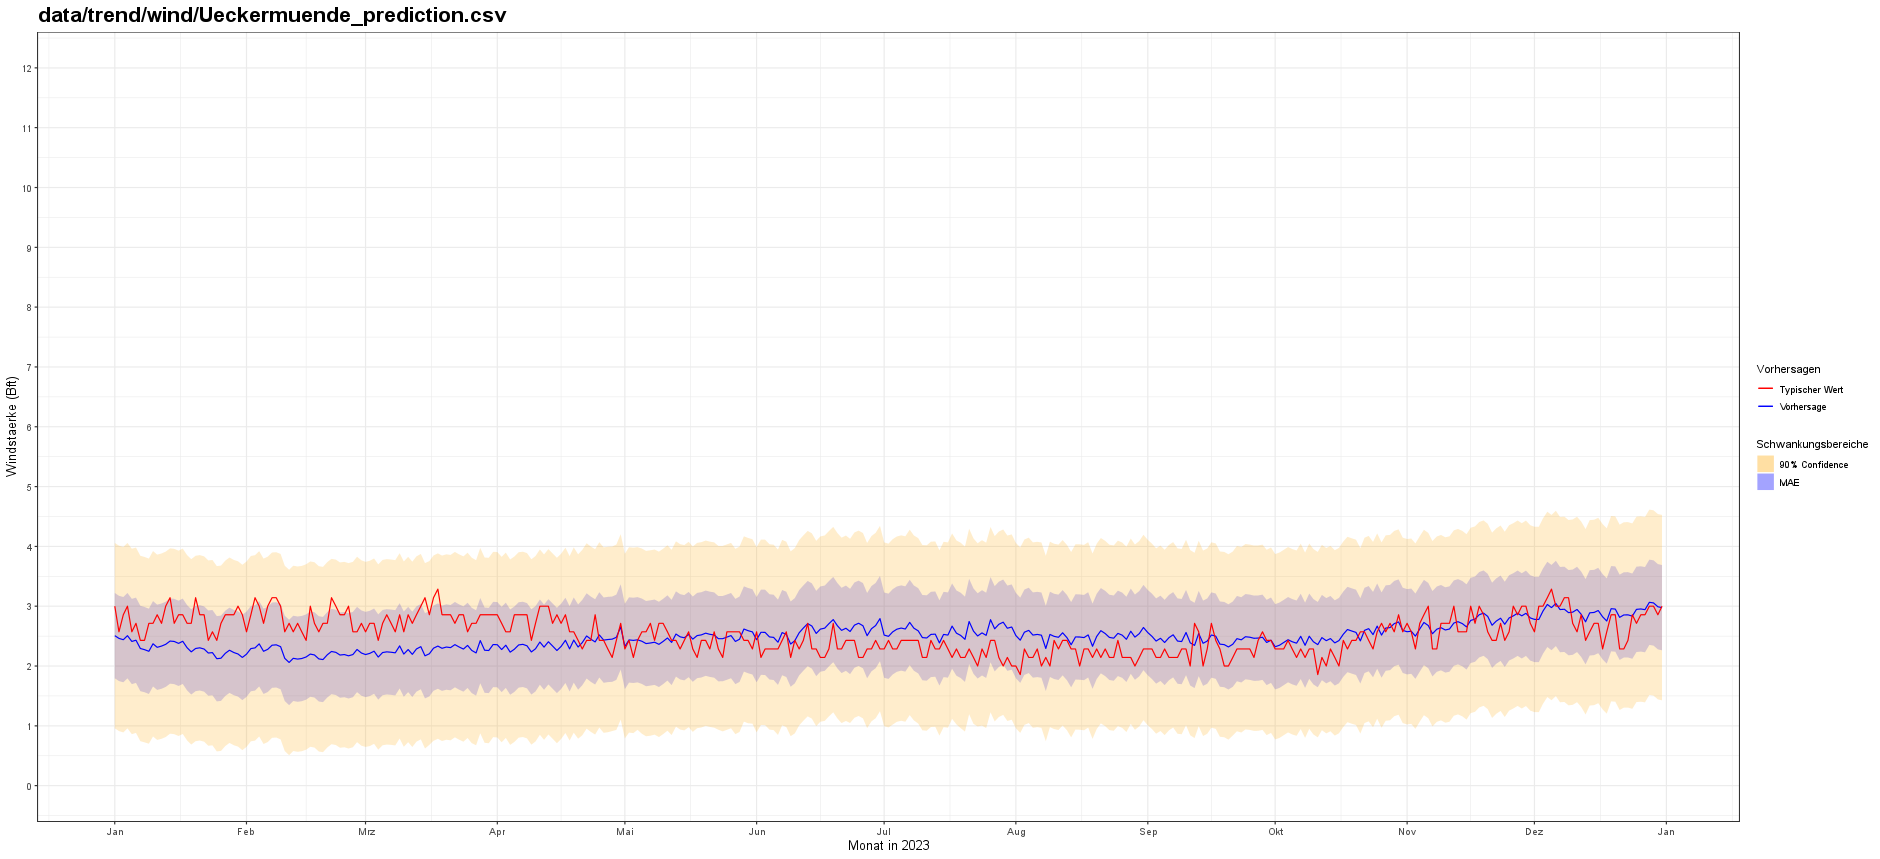 data/trend/wind/Ueckermuende_prediction.csv
12
11
10
9
8
7
6
5
4
3
2
1
0
Windstaerke (Bft)
Jan Feb Mrz Apr Mai Jun Jul Aug Sep Okt Nov Dez Jan
Monat in 2023
Vorhersagen
Typischer Wert
Vorhersage
Schwankungsbereiche
90% Confidence
MAE